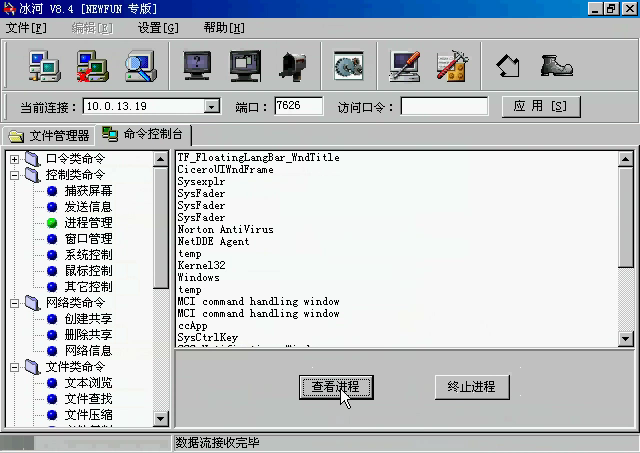 冰河 V8.4 [NEWFUN 专版]
文件[F] 编辑[E] 设置[G] 帮助[H]
当前连接： 10.0.13.19 端口： 7626 访问口令： 应 用 [S]
文件管理器 命令控制台
口令类命令
控制类命令
捕获屏幕
发送信息
进程管理
窗口管理
系统控制
鼠标控制
其它控制
网络类命令
创建共享
删除共享
网络信息
文件类命令
文本浏览
文件查找
文件压缩
TF_FloatingLangBar_WndTitle
CiceroUIWndFrame
Sysexplr
SysFader
SysFader
SysFader
Norton AntiVirus
NetDDE Agent
temp
Kernel32
Windows
temp
MCI command handling window
MCI command handling window
ccApp
SysCtrlKey
查看进程 终止进程
数据流接收完毕